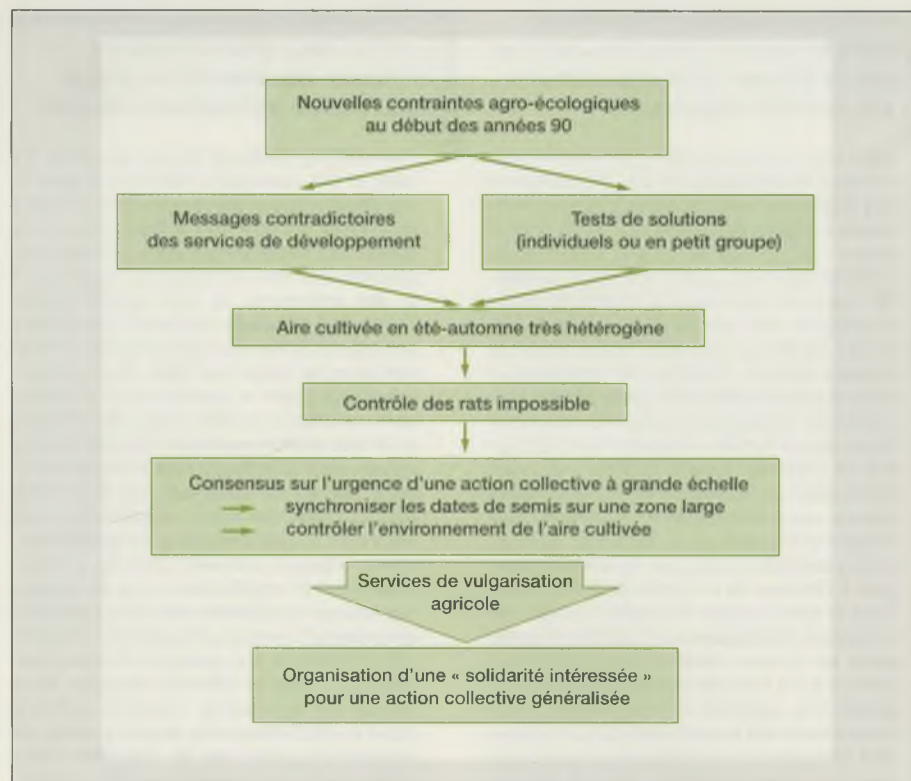 Nouvelles contraintes agro-écologiques
au début des années 90
Messages contradictoires
des services de développement
Tests de solutions
(individuels ou en petit groupe)
Aire cultivée en été-automne très hétérogène
Contrôle des rats impossible
Consensus sur l'urgence d'une action collective à grande échelle
synchroniser les dates de semis sur une zone large
contrôler l'environnement de l'aire cultivée
Services de vulgarisation
agricole
Organisation d'une « solidarité intéressée »
pour une action collective généralisée